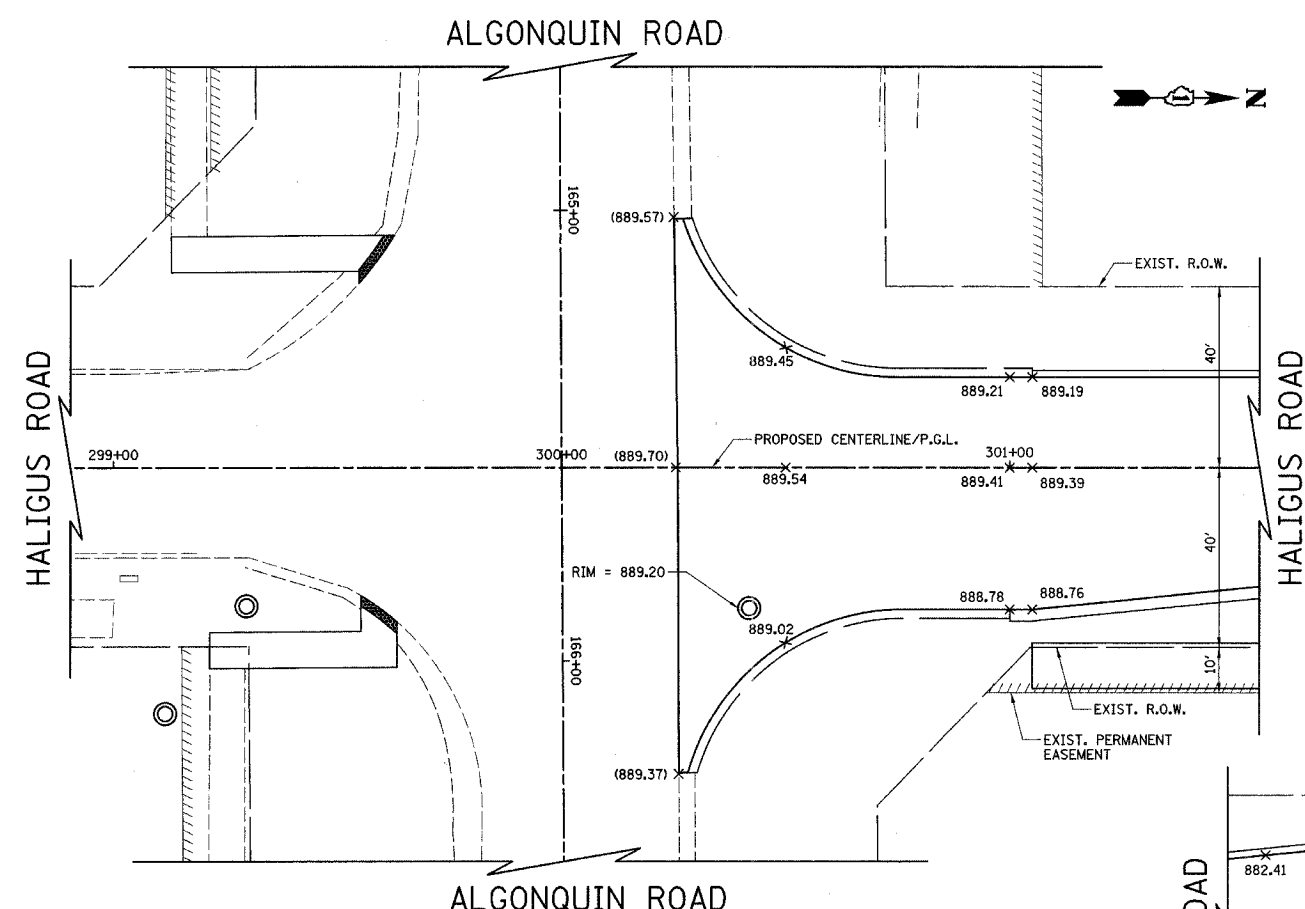 ALGONQUIN ROAD
N
165+00
(889.57)
EXIST. R.O.W.
889.45
40'
889.21
889.19
HALIGUS ROAD
HALIGUS ROAD
PROPOSED CENTERLINE/P.G.L.
299+00
300+00
(889.70)
301+00
889.54
889.41
889.39
40'
RIM = 889.20
888.78
888.76
889.02
166+00
10'
EXIST. R.O.W.
EXIST. PERMANENT
EASEMENT
(889.37)
882.41
ALGONQUIN ROAD
OAD